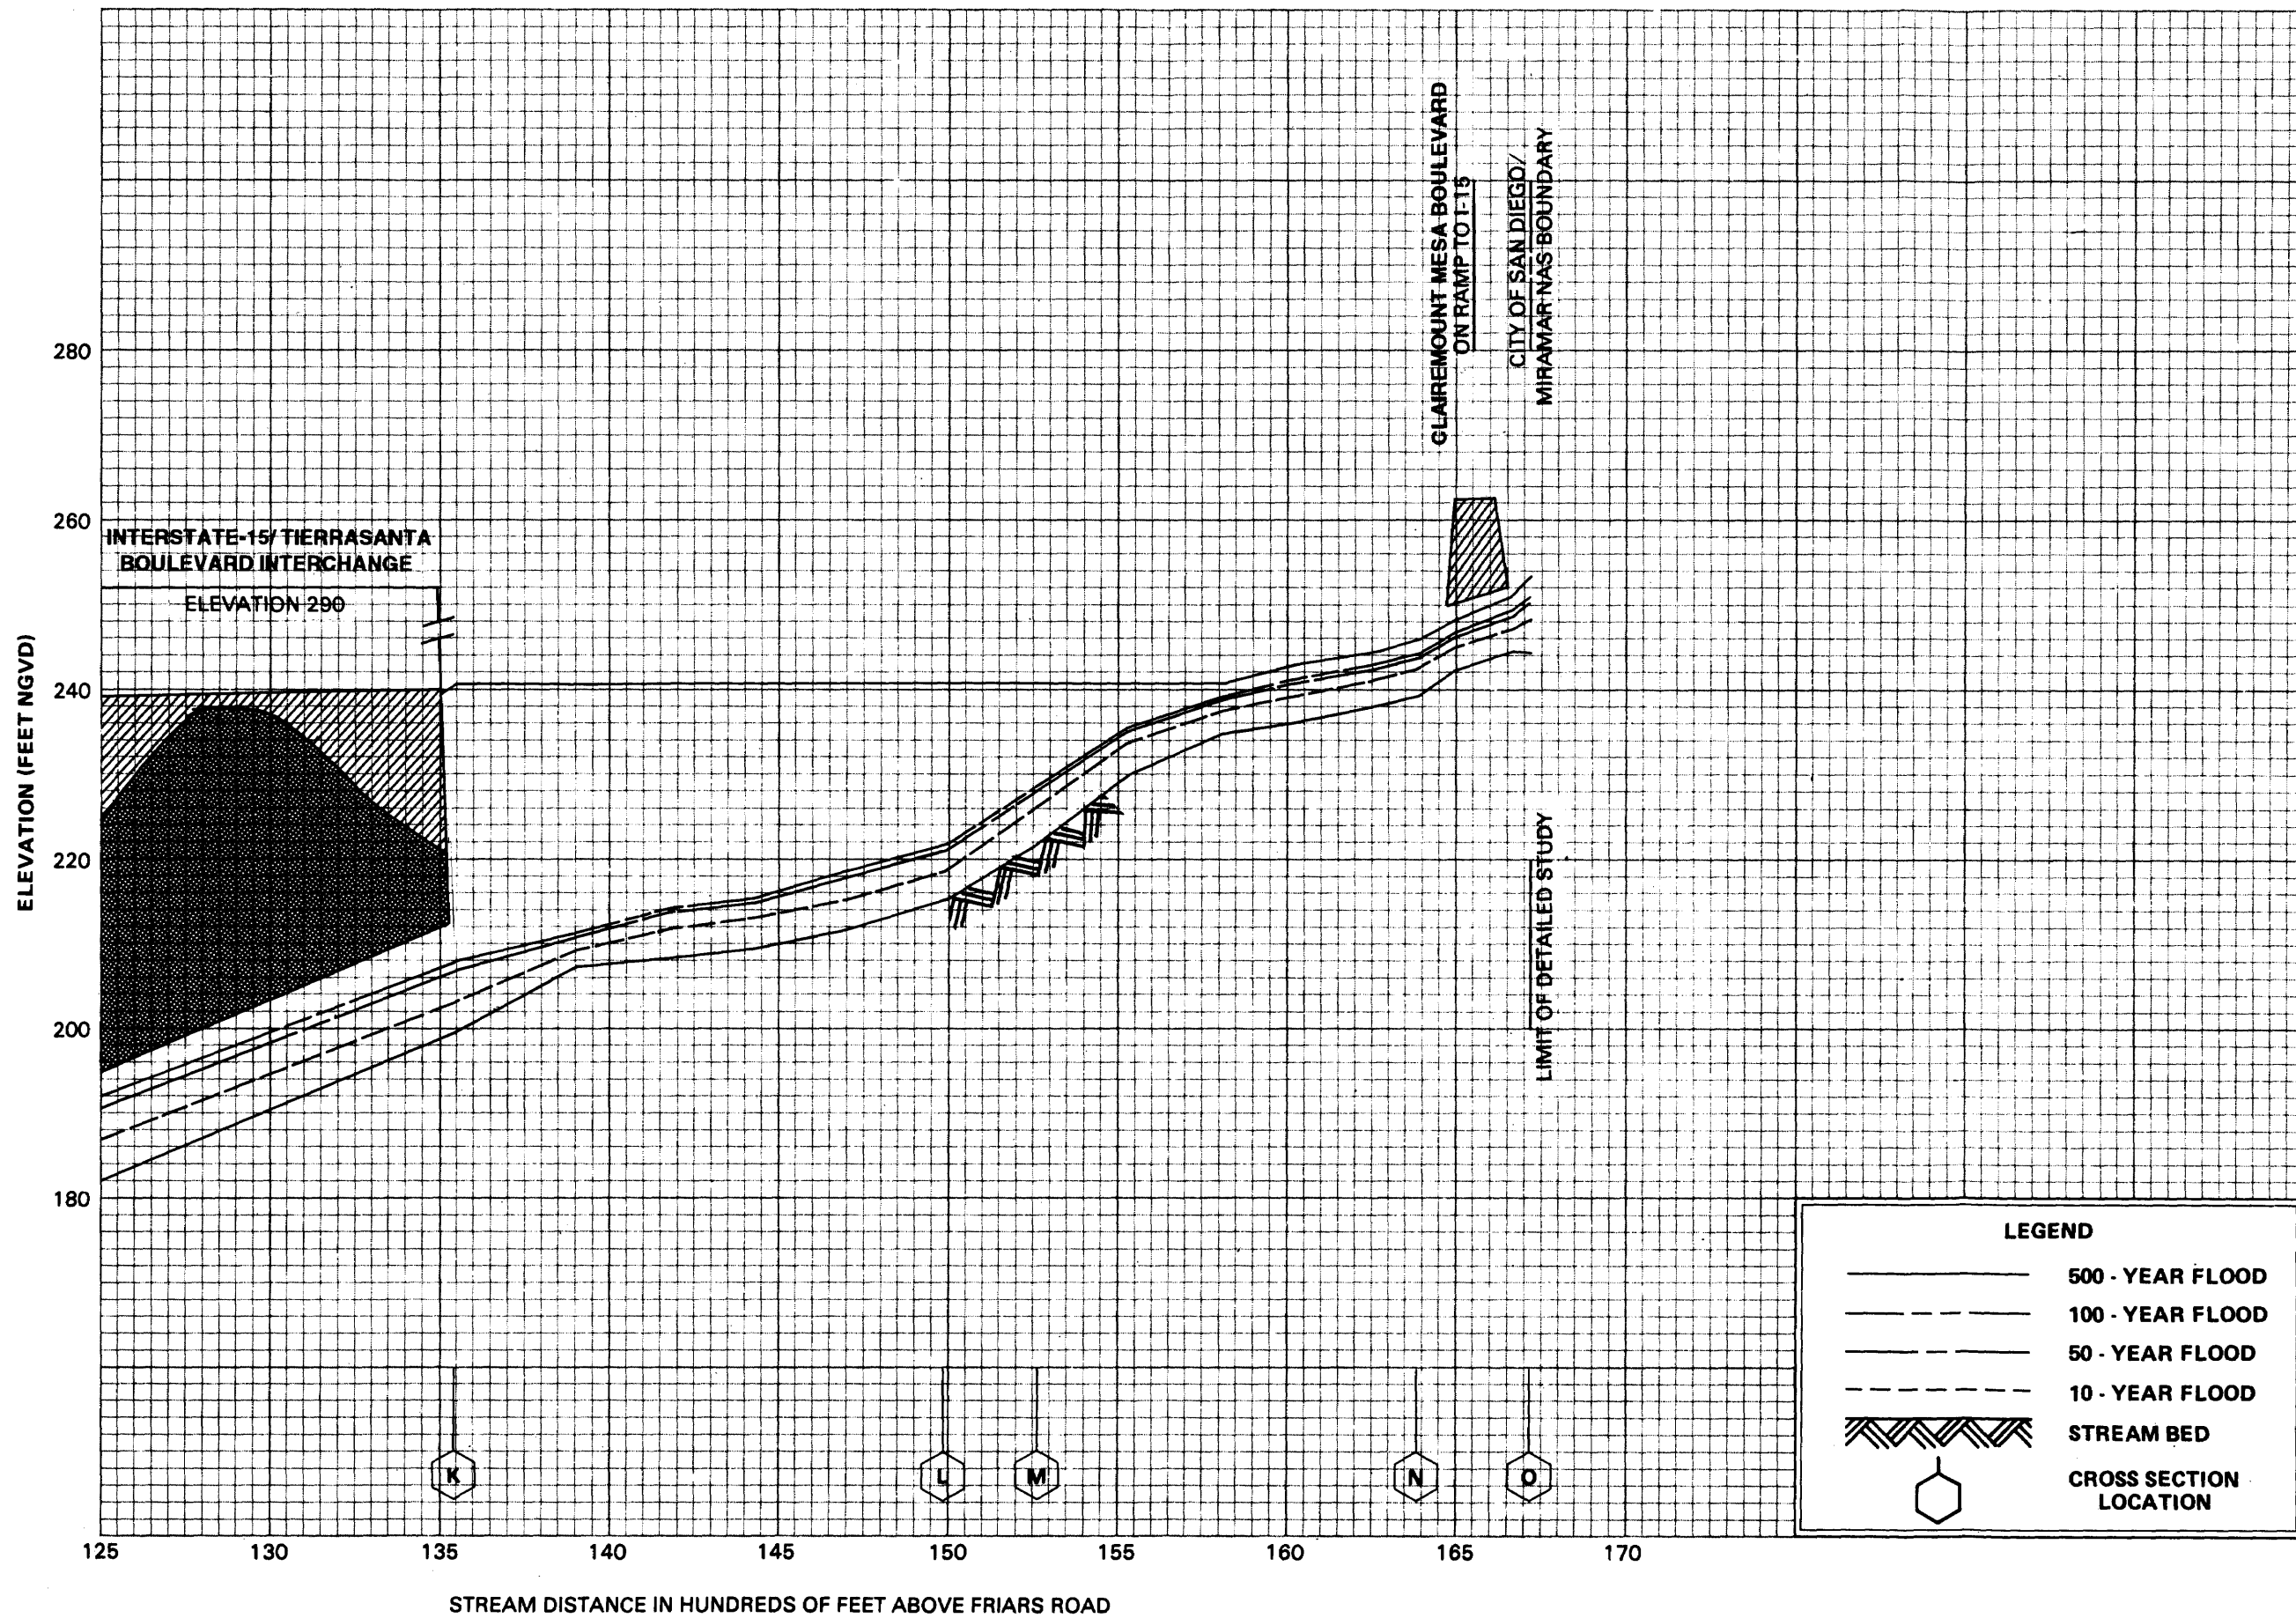 CLAIREMOUNT MESA BOULEVARD
ON RAMP TO I-15
CITY OF SAN DIEGO/
MIRAMAR NAS BOUNDARY
280
260
INTERSTATE-15/ TIERRASANTA
BOULEVARD INTERCHANGE
ELEVATION 290
240
220
200
180
ELEVATION (FEET NGVD)
LIMIT OF DETAILED STUDY
LEGEND
500 - YEAR FLOOD
100 - YEAR FLOOD
50 - YEAR FLOOD
10 - YEAR FLOOD
STREAM BED
CROSS SECTION
LOCATION
K
L
M
N
O
125
130
135
140
145
150
155
160
165
170
STREAM DISTANCE IN HUNDREDS OF FEET ABOVE FRIARS ROAD